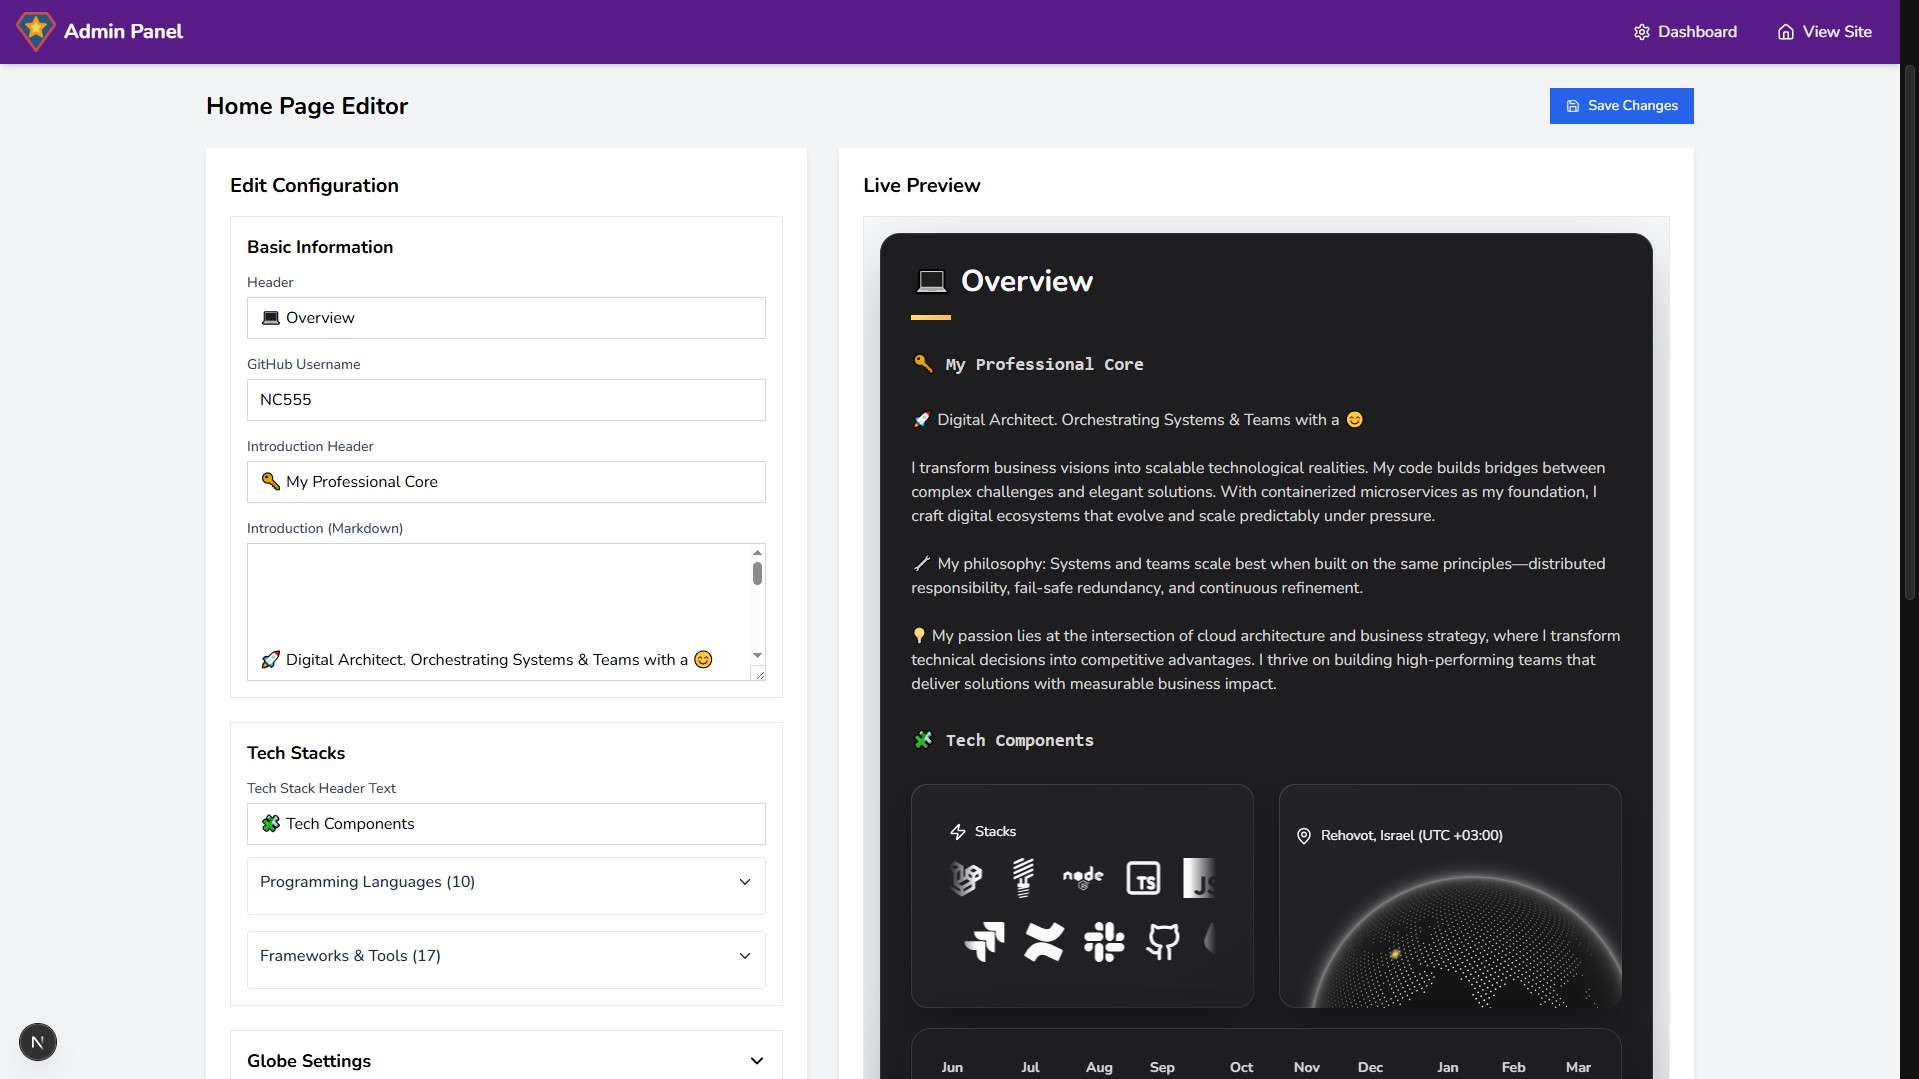 Admin Panel
Dashboard
View Site
Home Page Editor
Save Changes
Edit Configuration
Basic Information
Header
💻 Overview
GitHub Username
NC555
Introduction Header
🔑 My Professional Core
Introduction (Markdown)
🚀 Digital Architect. Orchestrating Systems & Teams with a 😊
Tech Stacks
Tech Stack Header Text
🧩 Tech Components
Programming Languages (10)
Frameworks & Tools (17)
Globe Settings
N
Live Preview
💻 Overview
🔑 My Professional Core
🚀 Digital Architect. Orchestrating Systems & Teams with a 😊
I transform business visions into scalable technological realities. My code builds bridges between
complex challenges and elegant solutions. With containerized microservices as my foundation, I
craft digital ecosystems that evolve and scale predictably under pressure.
🔧 My philosophy: Systems and teams scale best when built on the same principles—distributed
responsibility, fail-safe redundancy, and continuous refinement.
💡 My passion lies at the intersection of cloud architecture and business strategy, where I transform
technical decisions into competitive advantages. I thrive on building high-performing teams that
deliver solutions with measurable business impact.
🧩 Tech Components
Stacks
node
TS
JS
Rehovot, Israel (UTC +03:00)
Jun Jul Aug Sep Oct Nov Dec Jan Feb Mar